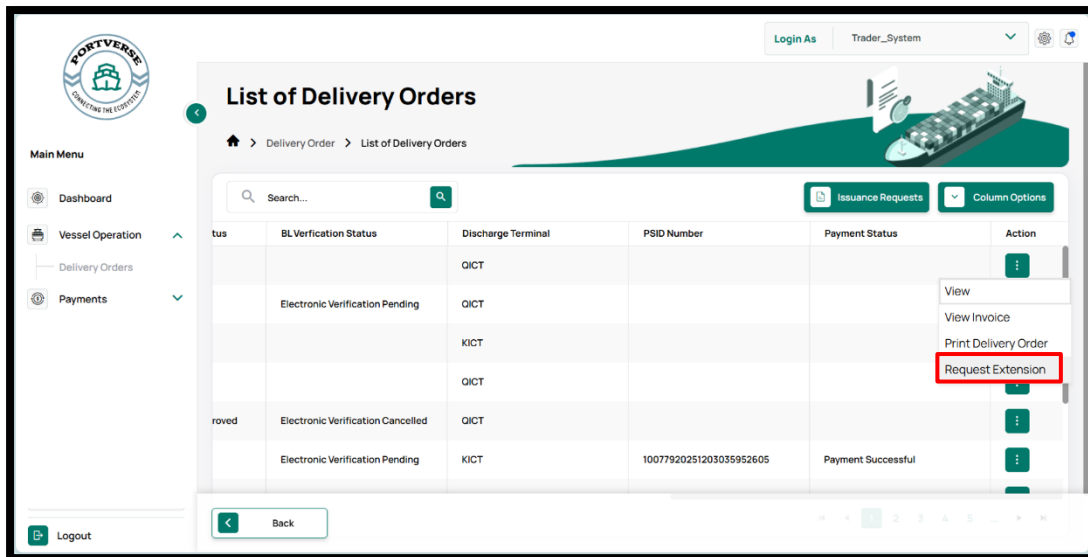 PORTVERSE
CONNECTING THE ECOSYSTEM
Login As Trader_System
List of Delivery Orders
Delivery Order > List of Delivery Orders
Main Menu
Dashboard
Vessel Operation
Delivery Orders
Payments
Logout
Search...
Issuance Requests
Column Options
tus BL Verfication Status Discharge Terminal PSID Number Payment Status Action
QICT
Electronic Verification Pending QICT
KICT
QICT
roved Electronic Verification Cancelled QICT
Electronic Verification Pending KICT 10077920251203035952605 Payment Successful
View
View Invoice
Print Delivery Order
Request Extension
Back
1 2 3 4 5 ...